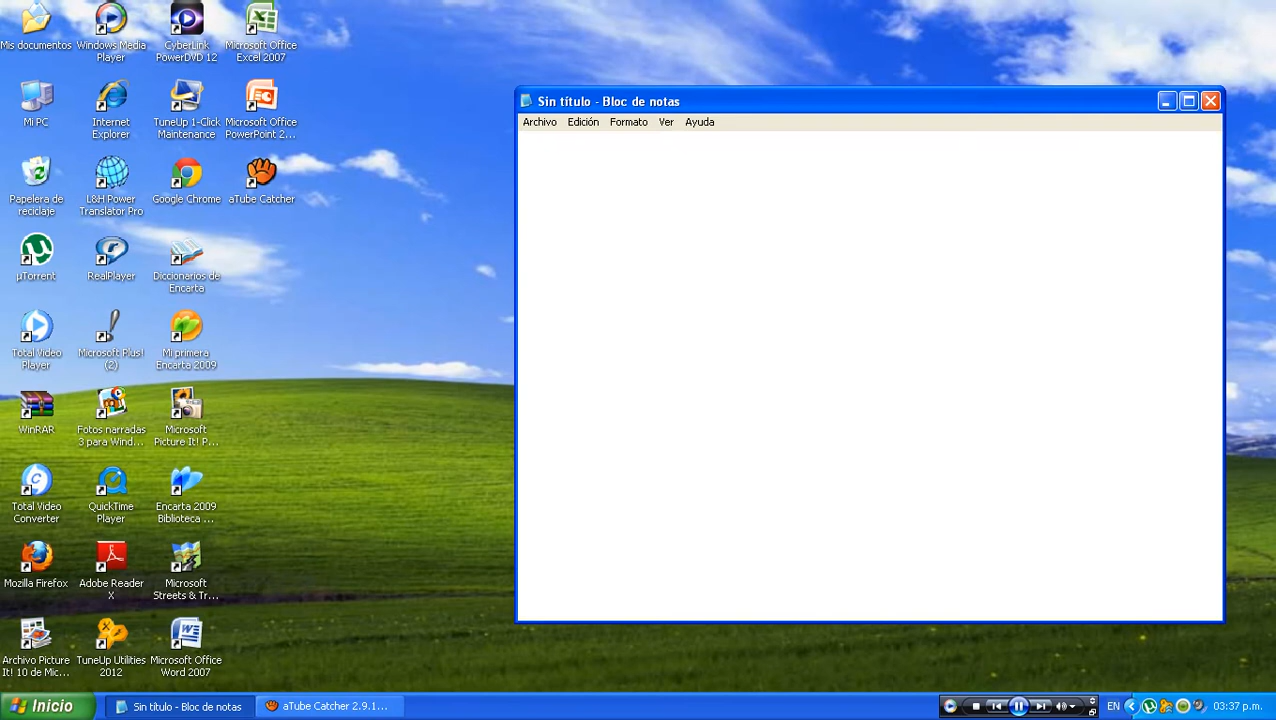 Mis documentos
Windows Media
Player
CyberLink
PowerDVD 12
Microsoft Office
Excel 2007
Mi PC
Internet
Explorer
TuneUp 1-Click
Maintenance
Microsoft Office
PowerPoint 2...
Papelera de
reciclaje
L&H Power
Translator Pro
Google Chrome
aTube Catcher
µTorrent
RealPlayer
Diccionarios de
Encarta
Total Video
Player
Microsoft Plus!
(2)
Mi primera
Encarta 2009
WinRAR
Fotos narradas
3 para Wind...
Microsoft
Picture It! P...
Total Video
Converter
QuickTime
Player
Encarta 2009
Biblioteca ...
Mozilla Firefox
Adobe Reader
X
Microsoft
Streets & Tr...
Archivo Picture
It! 10 de Mic...
TuneUp Utilities
2012
Microsoft Office
Word 2007
Sin título - Bloc de notas
Archivo Edición Formato Ver Ayuda
Inicio
Sin título - Bloc de notas
aTube Catcher 2.9.1...
EN
03:37 p.m.